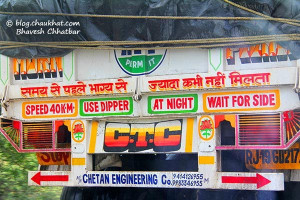 © blog.chaukhat.com
Bhavesh Chhatbar
PERMIT
समय से पहले भाग्य से ज्यादा कभी नहीं मिलता
SPEED 40KM USE DIPPER AT NIGHT WAIT FOR SIDE
CTC
CHETAN ENGINEERING Co.